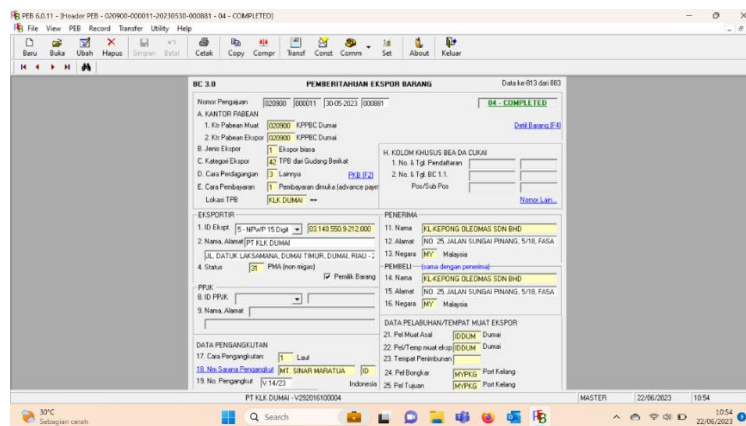 PEB 6.0.11 - [Header PEB - 020900-000011-20230530-000881 - 04 - COMPLETED]
File View PEB Record Transfer Utility Help
Baru Buka Ubah Hapus Simpan Batal Cetak Copy Compr Transf Const Comm Set About Keluar
BC 3.0 PEMBERITAHUAN EKSPOR BARANG Data ke-813 dari 883
Nomor Pengajuan 020900 000011 30-05-2023 000881 04 - COMPLETED
A. KANTOR PABEAN
1. Ktr Pabean Muat 020900 KPPBC Dumai Detil Barang [F4]
2. Ktr Pabean Ekspor 020900 KPPBC Dumai
B. Jenis Ekspor 1 Ekspor biasa
C. Kategori Ekspor 42 TPB dari Gudang Berikat
D. Cara Perdagangan 3 Lainnya PKB [F2]
E. Cara Pembayaran 1 Pembayaran dimuka (advance paym
Lokasi TPB KLK DUMAI
H. KOLOM KHUSUS BEA DA CUKAI
1. No. & Tgl. Pendaftaran
2. No. & Tgl. BC 1.1.
Pos/Sub Pos
Nomor Lain...
EKSPORTIR
1. ID Ekspt. 5 - NPWP 15 Digit 03.148.550.9-212.000
2. Nama, Alamat PT KLK DUMAI
JL. DATUK LAKSAMANA, DUMAI TIMUR, DUMAI, RIAU - 2
4. Status 31 PMA (non migas)
Pemilik Barang
PPJK
8. ID PPJK
9. Nama, Alamat
DATA PENGANGKUTAN
17. Cara Pengangkutan: 1 Laut
18. Nm Sarana Pengangkut MT. SINAR MARATUA ID
19. No. Pengangkut V.14/23 Indonesia
PENERIMA
11. Nama KL-KEPONG OLEOMAS SDN BHD
12. Alamat NO. 25, JALAN SUNGAI PINANG, 5/18, FASA
13. Negara MY Malaysia
PEMBELI (sama dengan penerima)
14. Nama KL-KEPONG OLEOMAS SDN BHD
15. Alamat NO. 25, JALAN SUNGAI PINANG, 5/18, FASA
16. Negara MY Malaysia
DATA PELABUHAN/TEMPAT MUAT EKSPOR
21. Pel Muat Asal IDDUM Dumai
22. Pel/Temp muat eksp IDDUM Dumai
23. Tempat Penimbunan
24. Pel Bongkar MYPKG Port Kelang
25. Pel Tujuan MYPKG Port Kelang
PT KLK DUMAI - V292016100004 MASTER 22/06/2023 10:54
30°C
Sebagian cerah
Search
10:54
22/06/2023